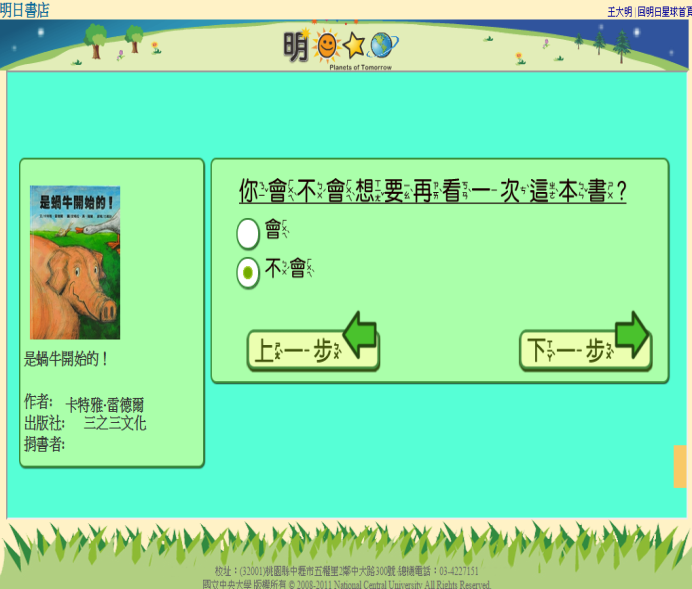 明日書店
王大明 |回明日星球首頁
明
Planets of Tomorrow
是蝸牛開始的！
是蝸牛開始的！
作者: 卡特雅·雷德爾
出版社: 三之三文化
捐書者:
你會不會想要再看一次這本書?
會
不會
上一步
下一步
校址：(32001)桃園縣中壢市五權里2鄰中大路300號 總機電話：03-4227151
國立中央大學 版權所有 © 2008-2011 National Central University All Rights Reserved.